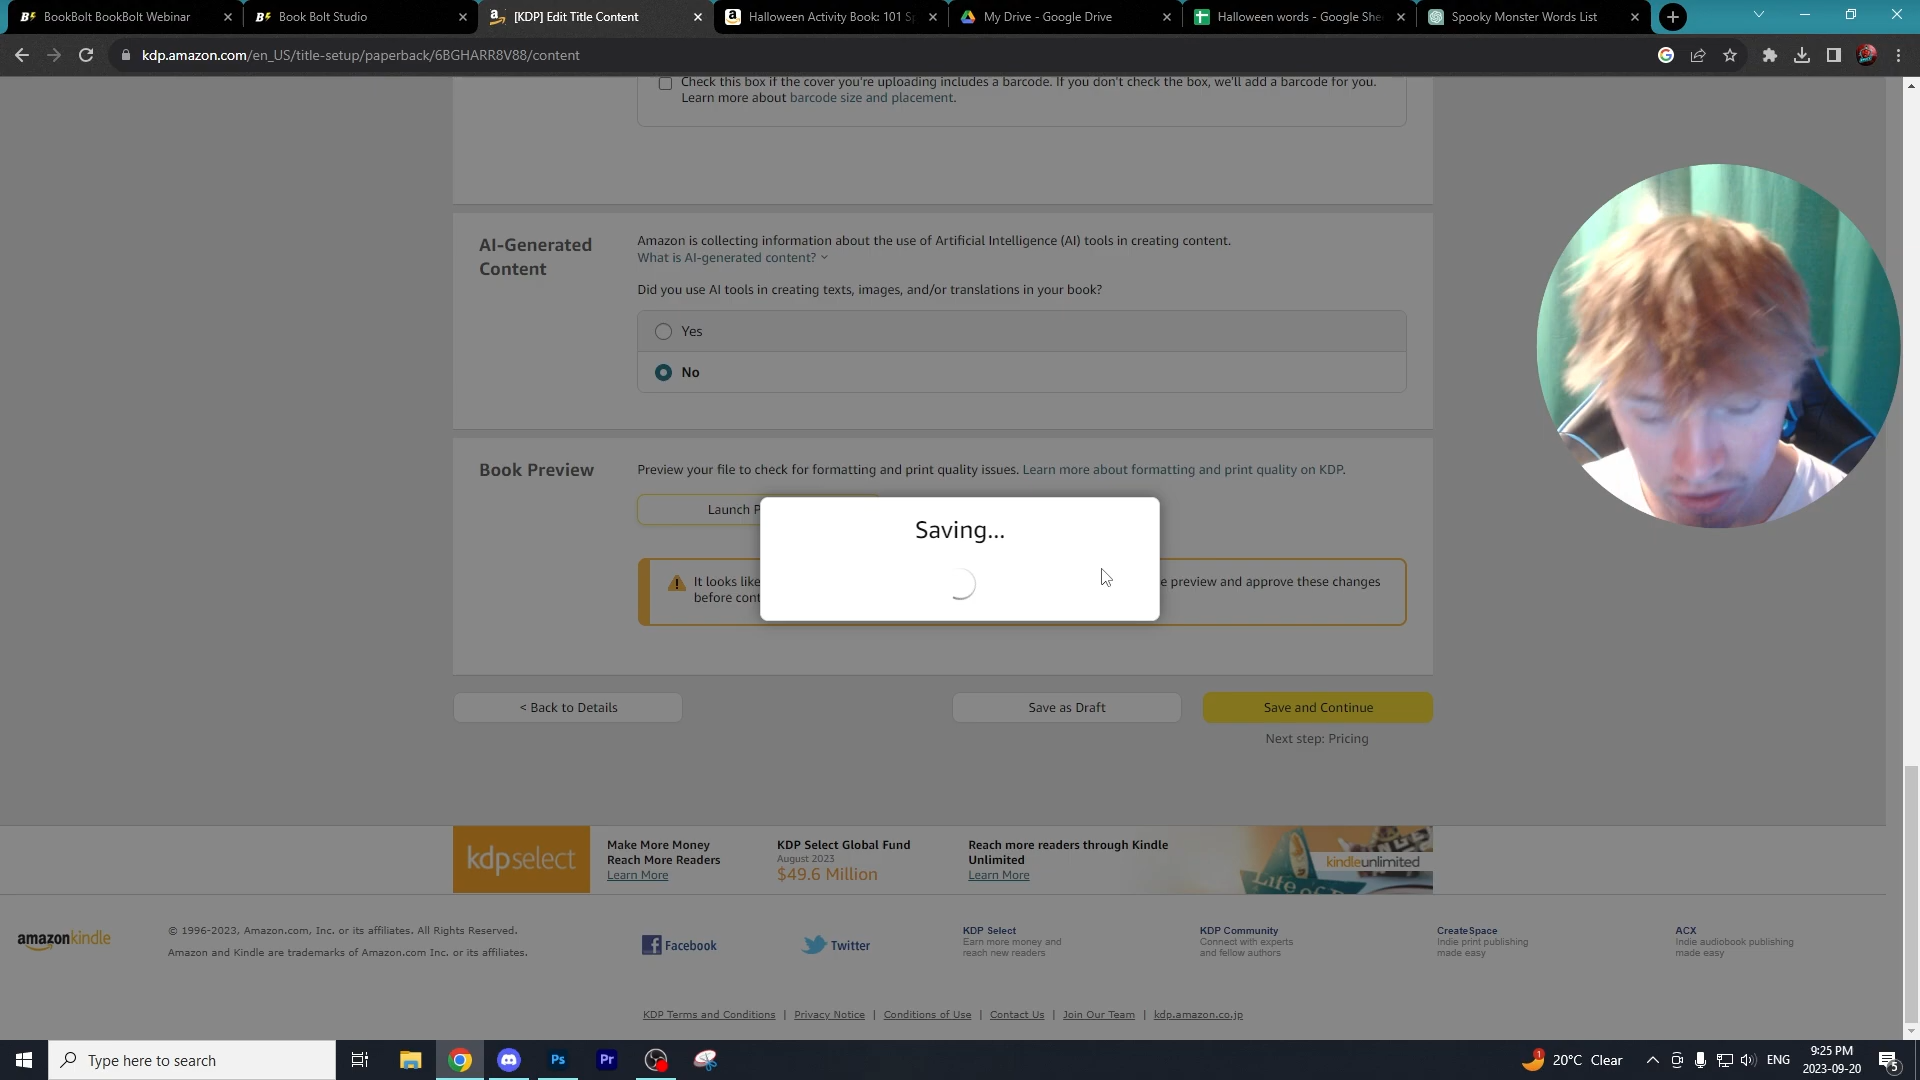 BookBolt BookBolt Webinar
Book Bolt Studio
[KDP] Edit Title Content
Halloween Activity Book: 101 Sp
My Drive - Google Drive
Halloween words - Google She
Spooky Monster Words List
kdp.amazon.com/en_US/title-setup/paperback/6BGHARR8V88/content
Check this box if the cover you're uploading includes a barcode. If you don't check the box, we'll add a barcode for you.
Learn more about barcode size and placement.
AI-Generated
Content
Amazon is collecting information about the use of Artificial Intelligence (AI) tools in creating content.
What is AI-generated content?
Did you use AI tools in creating texts, images, and/or translations in your book?
Yes
No
Book Preview
Preview your file to check for formatting and print quality issues. Learn more about formatting and print quality on KDP.
Launch P
Saving...
It looks like
e preview and approve these changes
before cont
< Back to Details
Save as Draft
Save and Continue
Next step: Pricing
kdpselect
Make More Money
Reach More Readers
Learn More
KDP Select Global Fund
August 2023
$49.6 Million
Reach more readers through Kindle
Unlimited
Learn More
kindleunlimited
Life of
amazonkindle
© 1996-2023, Amazon.com, Inc. or its affiliates. All Rights Reserved.
Amazon and Kindle are trademarks of Amazon.com Inc. or its affiliates.
Facebook
Twitter
KDP Select
Earn more money and
reach new readers
KDP Community
Connect with experts
and fellow authors
CreateSpace
Indie print publishing
made easy
ACX
Indie audiobook publishing
made easy
KDP Terms and Conditions | Privacy Notice | Conditions of Use | Contact Us | Join Our Team | kdp.amazon.co.jp
Type here to search
Ps
Pr
1
20°C Clear
ENG
9:25 PM
2023-09-20
5